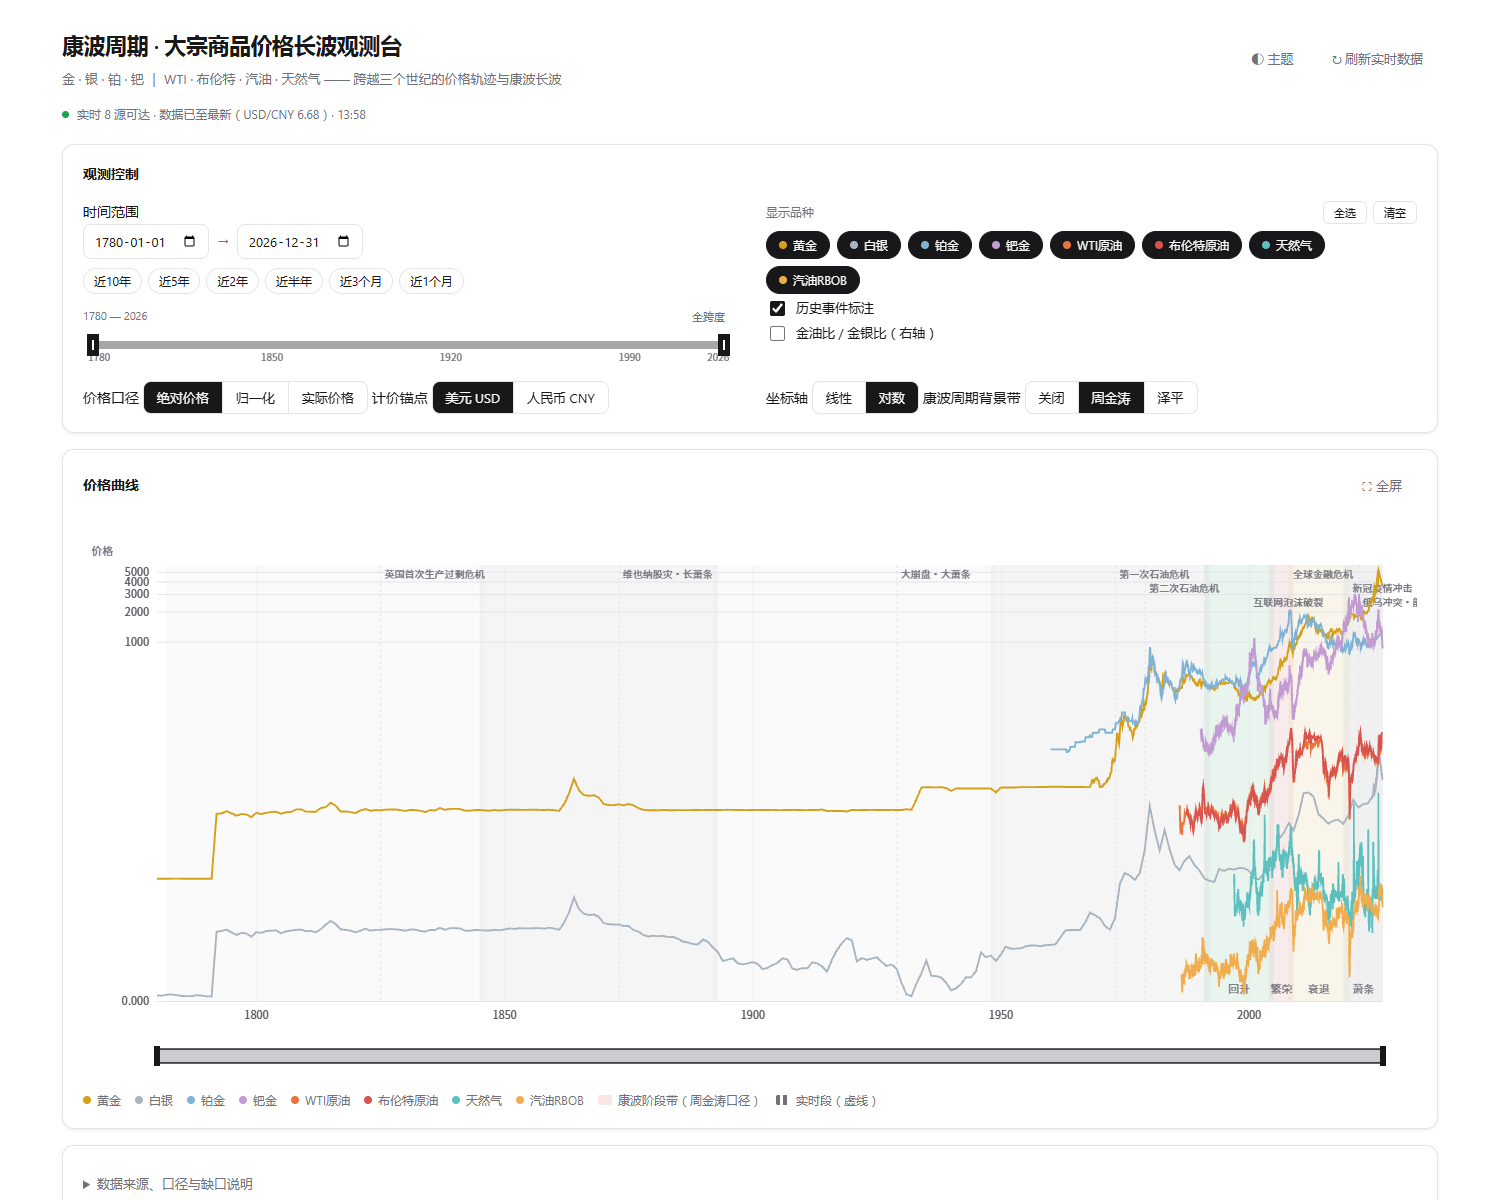 康波周期 · 大宗商品价格长波观测台
◐ 主题
↻ 刷新实时数据
金 · 银 · 铂 · 钯 | WTI · 布伦特 · 汽油 · 天然气 —— 跨越三个世纪的价格轨迹与康波长波
实时 8 源可达 · 数据已至最新（USD/CNY 6.68）· 13:58
观测控制
时间范围
1780-01-01 → 2026-12-31
近10年 近5年 近2年 近半年 近3个月 近1个月
1780 — 2026
全跨度
1780 1850 1920 1990 2026
价格口径 绝对价格 归一化 实际价格 计价锚点 美元 USD 人民币 CNY
显示品种
全选 清空
黄金 白银 铂金 钯金 WTI原油 布伦特原油 天然气
汽油RBOB
历史事件标注
金油比 / 金银比（右轴）
坐标轴 线性 对数 康波周期背景带 关闭 周金涛 泽平
价格曲线
全屏
价格
5000
4000
3000
2000
1000
0.000
英国首次生产过剩危机
维也纳股灾・长萧条
大崩盘・大萧条
第一次石油危机
全球金融危机
第二次石油危机
新冠疫情冲击
互联网泡沫破裂
俄乌冲突・
回升 繁荣 衰退 萧条
1800 1850 1900 1950 2000
黄金 白银 铂金 钯金 WTI原油 布伦特原油 天然气 汽油RBOB 康波阶段带（周金涛口径） 实时段（虚线）
▶ 数据来源、口径与缺口说明